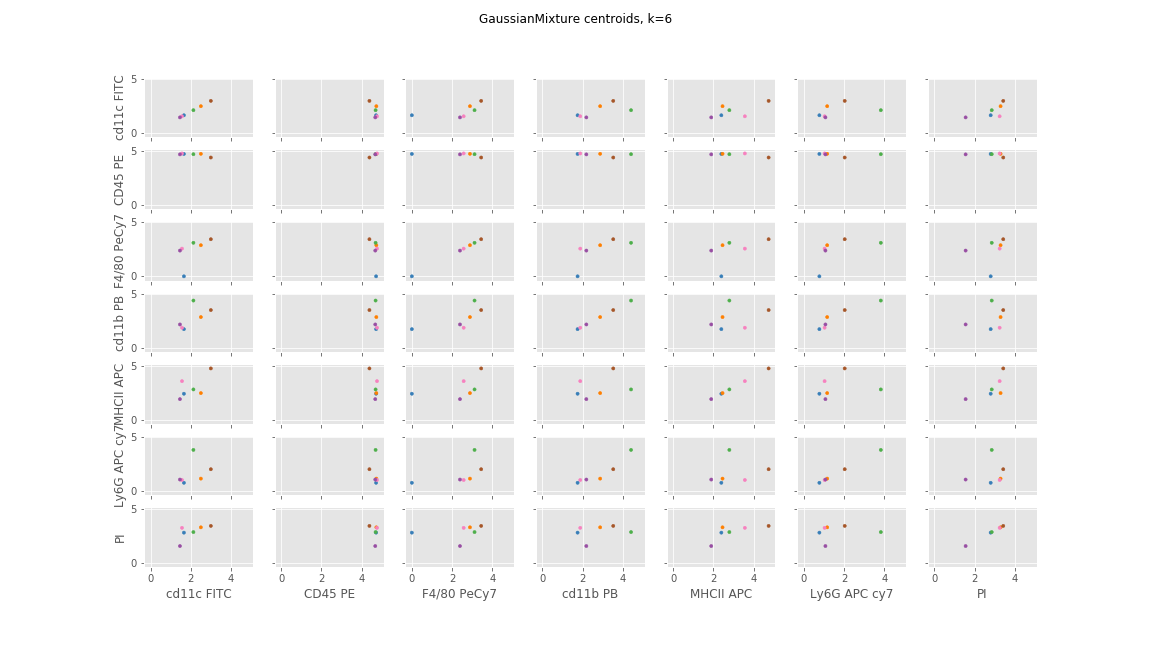 GaussianMixture centroids, k=6
5
0
cd11c FITC
5
0
CD45 PE
5
0
F4/80 PeCy7
5
0
cd11b PB
5
0
MHCII APC
5
0
Ly6G APC cy7
5
0
PI
0 2 4 0 2 4 0 2 4 0 2 4 0 2 4 0 2 4 0 2 4
cd11c FITC CD45 PE F4/80 PeCy7 cd11b PB MHCII APC Ly6G APC cy7 PI